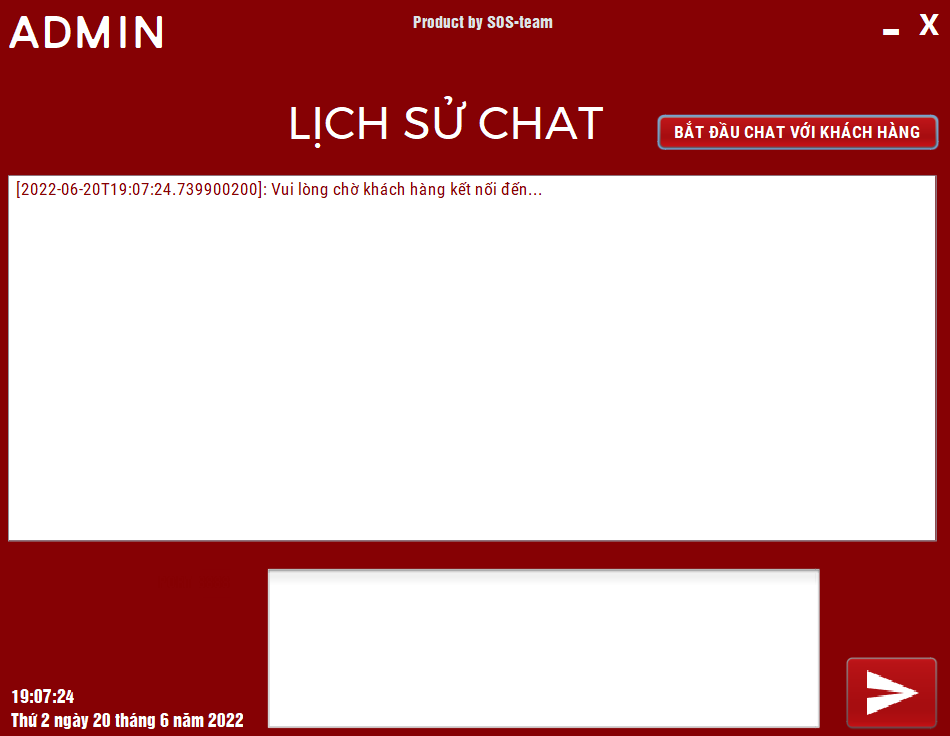 ADMIN
Product by SOS-team
X
LỊCH SỬ CHAT
BẮT ĐẦU CHAT VỚI KHÁCH HÀNG
[2022-06-20T19:07:24.739900200]: Vui lòng chờ khách hàng kết nối đến...
19:07:24
Thứ 2 ngày 20 tháng 6 năm 2022